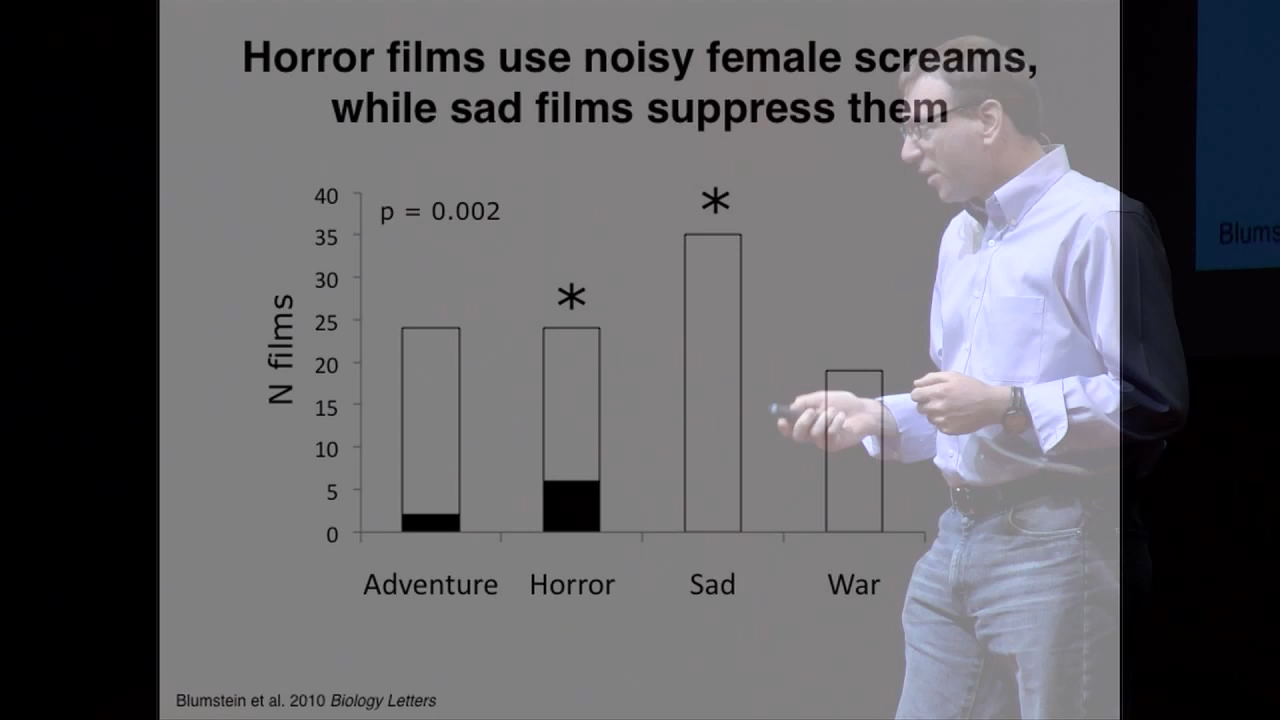 Horror films use noisy female screams,
while sad films suppress them
40
p = 0.002
*
35
*
30
25
20
15
10
5
0
N films
Adventure Horror Sad War
Blumstein et al. 2010 Biology Letters